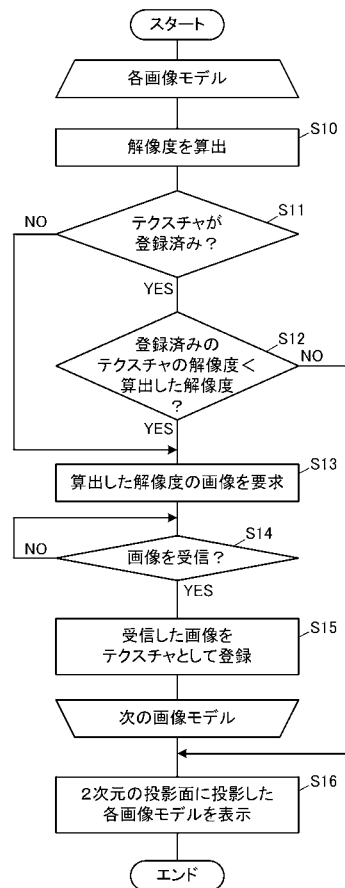 スタート
各画像モデル
S10
解像度を算出
S11
テクスチャが
登録済み？
NO
YES
S12
登録済みの
テクスチャの解像度<
算出した解像度
？
NO
YES
S13
算出した解像度の画像を要求
S14
画像を受信？
NO
YES
S15
受信した画像を
テクスチャとして登録
次の画像モデル
S16
2次元の投影面に投影した
各画像モデルを表示
エンド